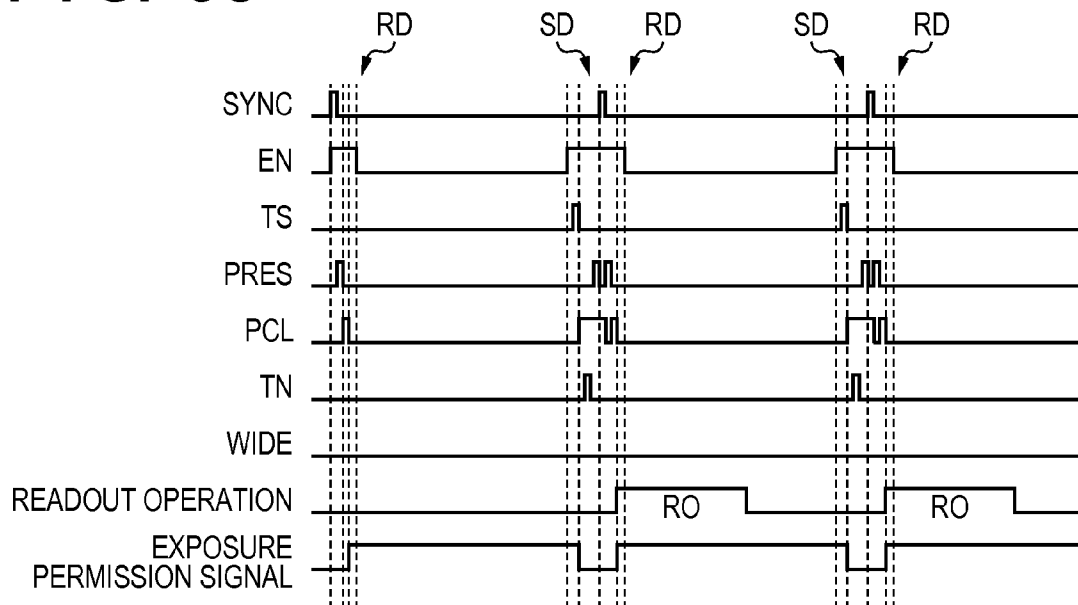 RD SD RD SD RD
SYNC
EN
TS
PRES
PCL
TN
WIDE
READOUT OPERATION RO RO
EXPOSURE
PERMISSION SIGNAL